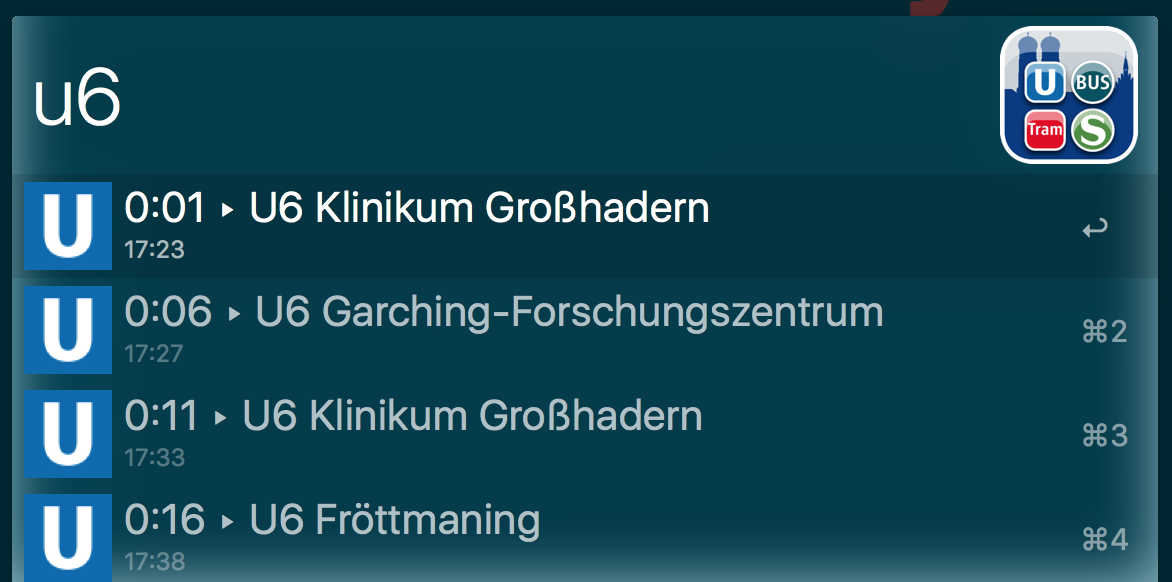 u6
U BUS
Tram S
U 0:01 ▸ U6 Klinikum Großhadern
17:23
↩
U 0:06 ▸ U6 Garching-Forschungszentrum
17:27
⌘2
U 0:11 ▸ U6 Klinikum Großhadern
17:33
⌘3
U 0:16 ▸ U6 Fröttmaning
17:38
⌘4